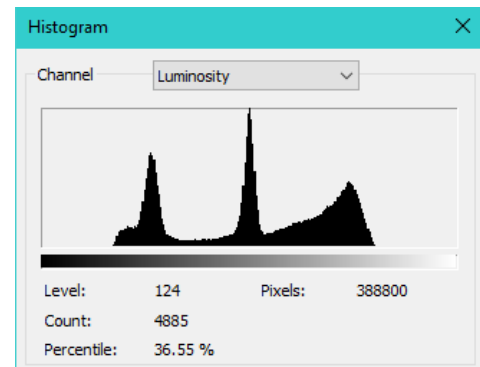 Histogram
Channel Luminosity
Level: 124 Pixels: 388800
Count: 4885
Percentile: 36.55 %